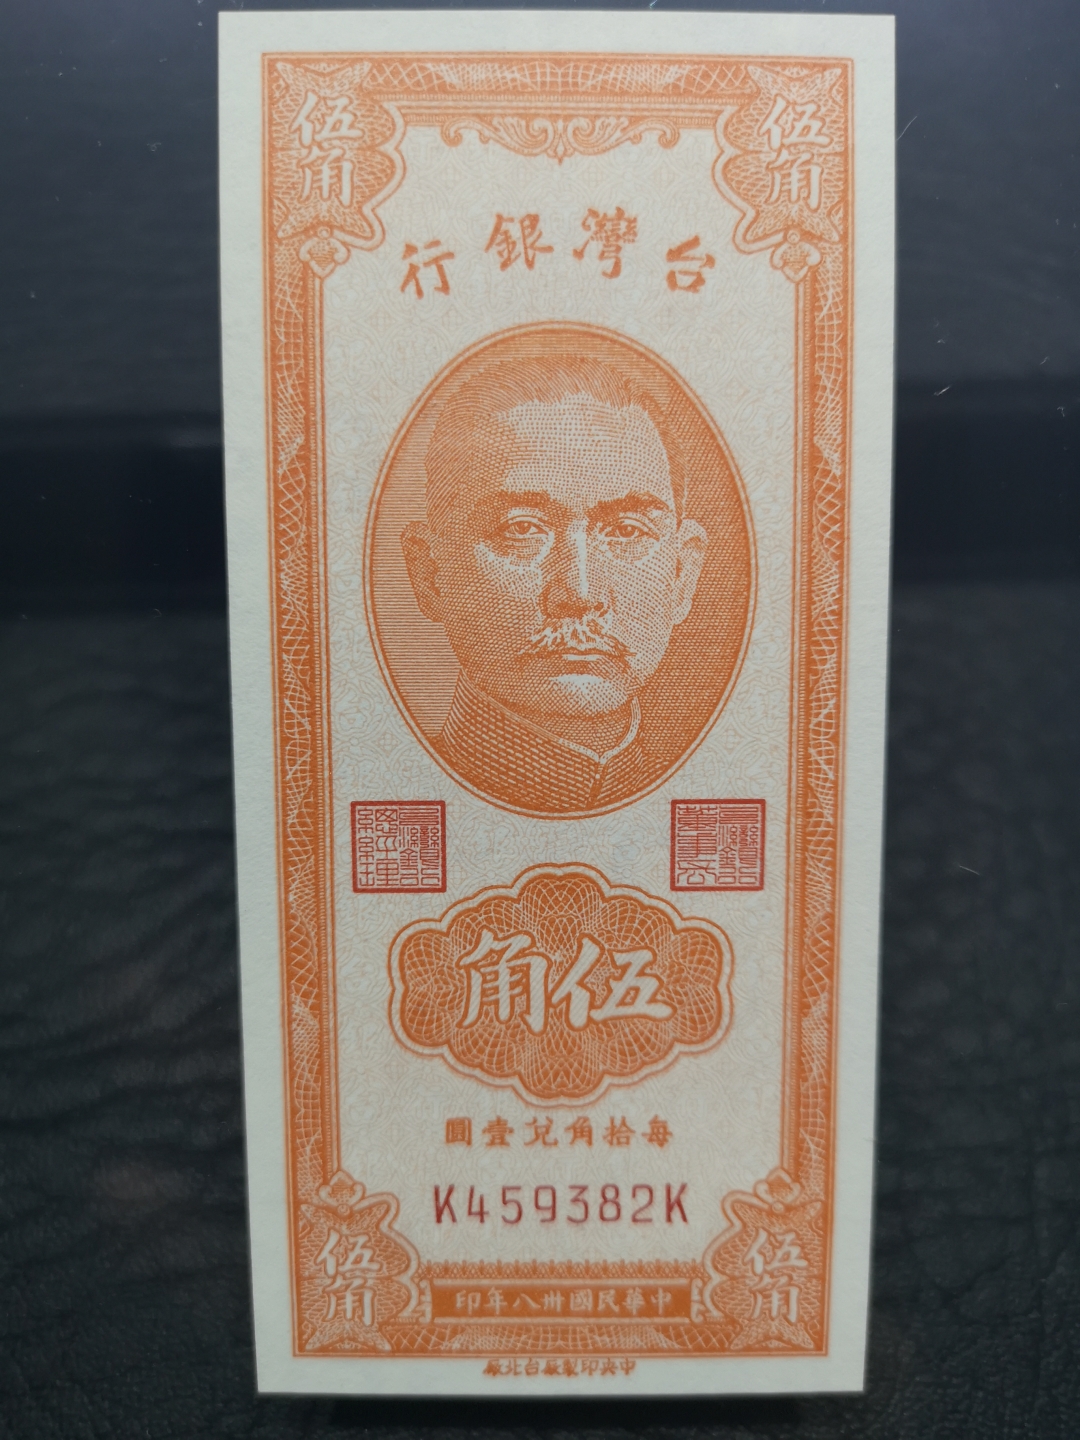 伍角 伍角
台灣銀行
伍角
每拾角兌壹圓
K459382K
伍角 伍角
中華民國卅八年印
中央印製廠台北廠